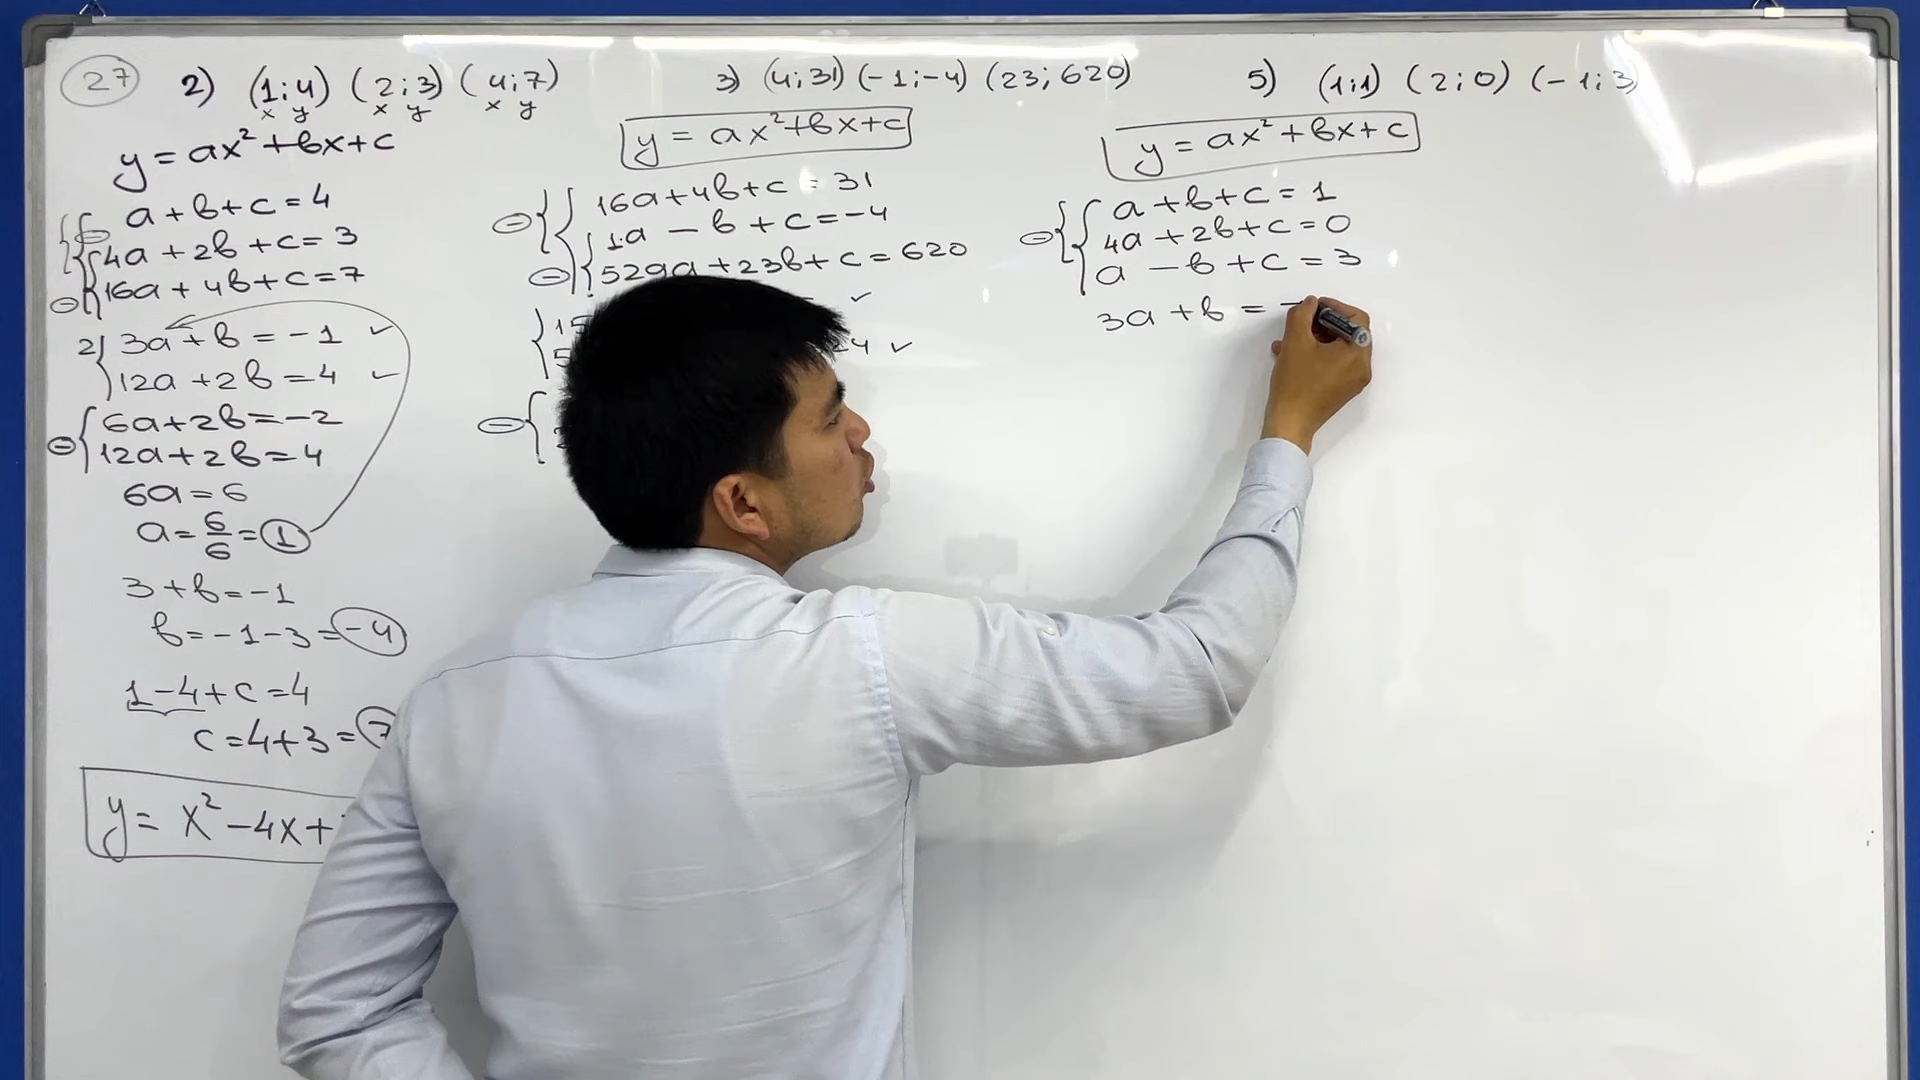 27
2) (1;4) (2;3) (4;7)
x y x y x y
y = ax² + bx + c
a + b + c = 4
4a + 2b + c = 3
16a + 4b + c = 7
2 3a + b = -1 ✓
12a + 2b = 4 ✓
6a + 2b = -2
12a + 2b = 4
6a = 6
a = 6/6 = 1
3 + b = -1
b = -1 - 3 = -4
1 - 4 + c = 4
c = 4 + 3 = 7
y = x² - 4x +
3) (4;31) (-1;-4) (23;620)
y = ax² + bx + c
16a + 4b + c = 31
1a - b + c = -4
529a + 23b + c = 620
5) (1;1) (2;0) (-1;3)
y = ax² + bx + c
a + b + c = 1
4a + 2b + c = 0
a - b + c = 3
3a + b = -